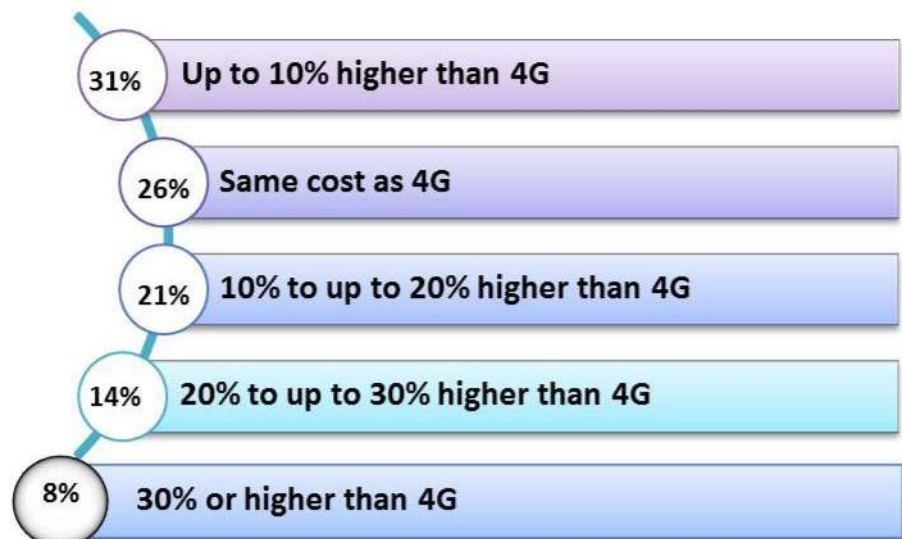 31% Up to 10% higher than 4G
26% Same cost as 4G
21% 10% to up to 20% higher than 4G
14% 20% to up to 30% higher than 4G
8% 30% or higher than 4G